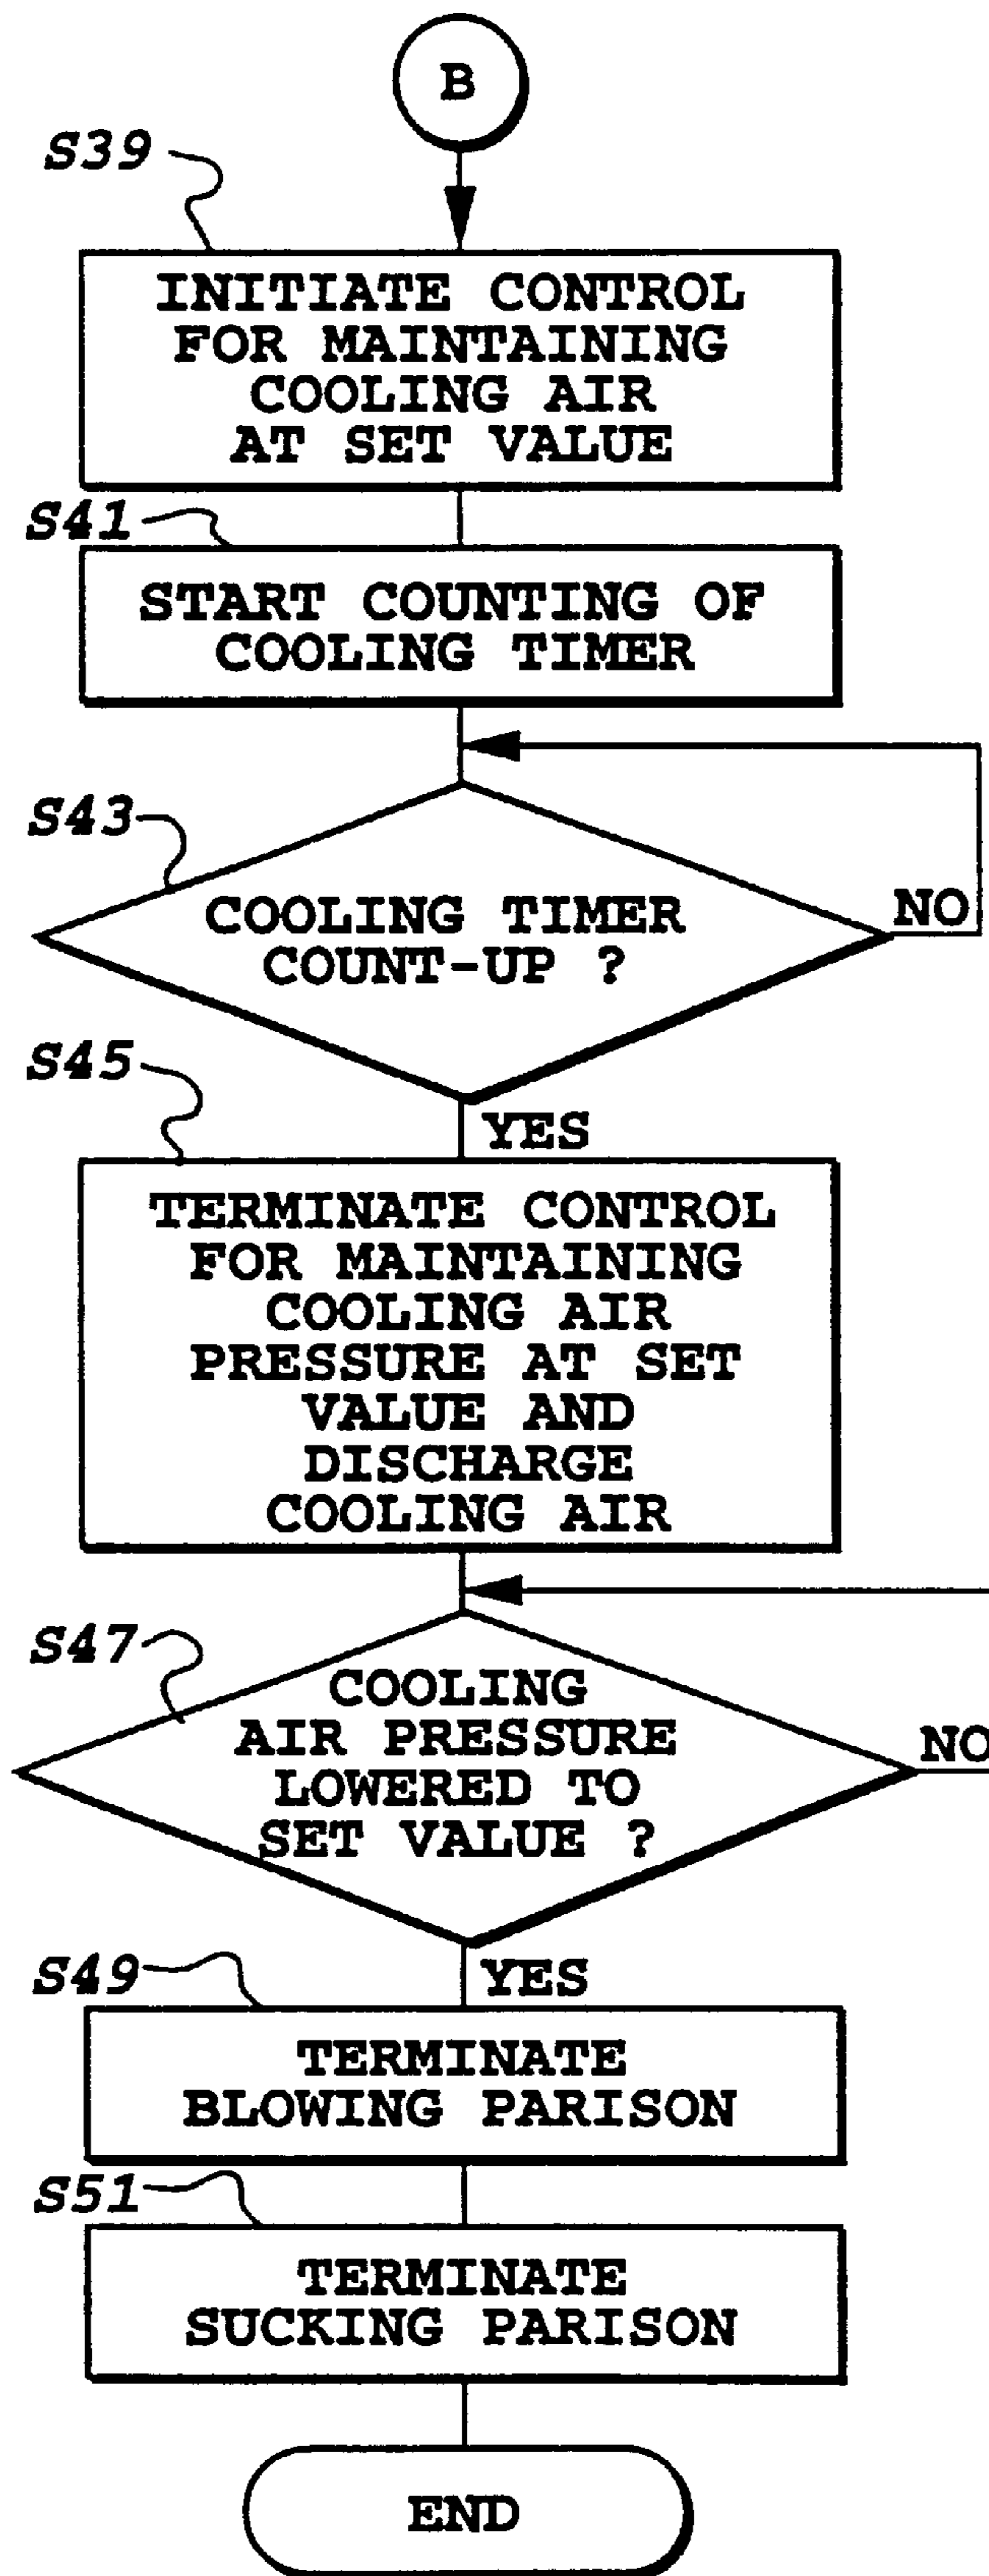 B
S39
INITIATE CONTROL
FOR MAINTAINING
COOLING AIR
AT SET VALUE
S41
START COUNTING OF
COOLING TIMER
S43
COOLING TIMER
COUNT-UP ?
NO
S45
YES
TERMINATE CONTROL
FOR MAINTAINING
COOLING AIR
PRESSURE AT SET
VALUE AND
DISCHARGE
COOLING AIR
S47
COOLING
AIR PRESSURE
LOWERED TO
SET VALUE ?
NO
S49
YES
TERMINATE
BLOWING PARISON
S51
TERMINATE
SUCKING PARISON
END